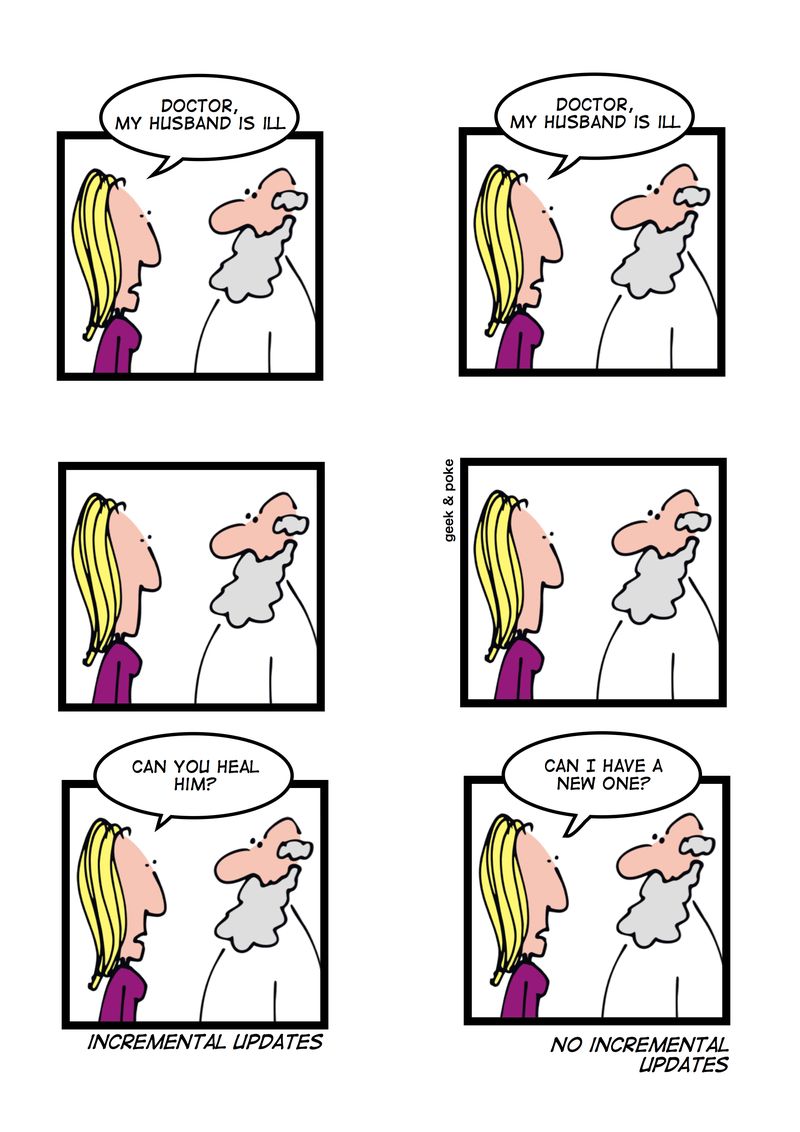 DOCTOR,
MY HUSBAND IS ILL
CAN YOU HEAL
HIM?
INCREMENTAL UPDATES
DOCTOR,
MY HUSBAND IS ILL
geek & poke
CAN I HAVE A
NEW ONE?
NO INCREMENTAL
UPDATES